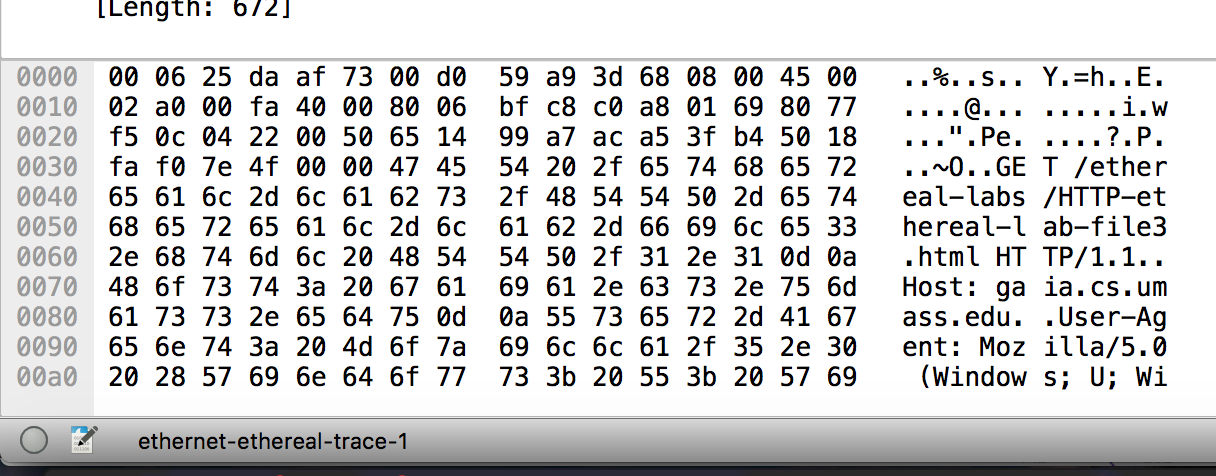 [Length: 672]
0000 00 06 25 da af 73 00 d0 59 a9 3d 68 08 00 45 00 ..%..s.. Y.=h..E.
0010 02 a0 00 fa 40 00 80 06 bf c8 c0 a8 01 69 80 77 ....@... .....i.w
0020 f5 0c 04 22 00 50 65 14 99 a7 ac a5 3f b4 50 18 ...".Pe. ....?.P.
0030 fa f0 7e 4f 00 00 47 45 54 20 2f 65 74 68 65 72 ..~O..GE T /ether
0040 65 61 6c 2d 6c 61 62 73 2f 48 54 54 50 2d 65 74 eal-labs /HTTP-et
0050 68 65 72 65 61 6c 2d 6c 61 62 2d 66 69 6c 65 33 hereal-l ab-file3
0060 2e 68 74 6d 6c 20 48 54 54 50 2f 31 2e 31 0d 0a .html HT TP/1.1..
0070 48 6f 73 74 3a 20 67 61 69 61 2e 63 73 2e 75 6d Host: ga ia.cs.um
0080 61 73 73 2e 65 64 75 0d 0a 55 73 65 72 2d 41 67 ass.edu. .User-Ag
0090 65 6e 74 3a 20 4d 6f 7a 69 6c 6c 61 2f 35 2e 30 ent: Moz illa/5.0
00a0 20 28 57 69 6e 64 6f 77 73 3b 20 55 3b 20 57 69 (Window s; U; Wi
ethernet-ethereal-trace-1